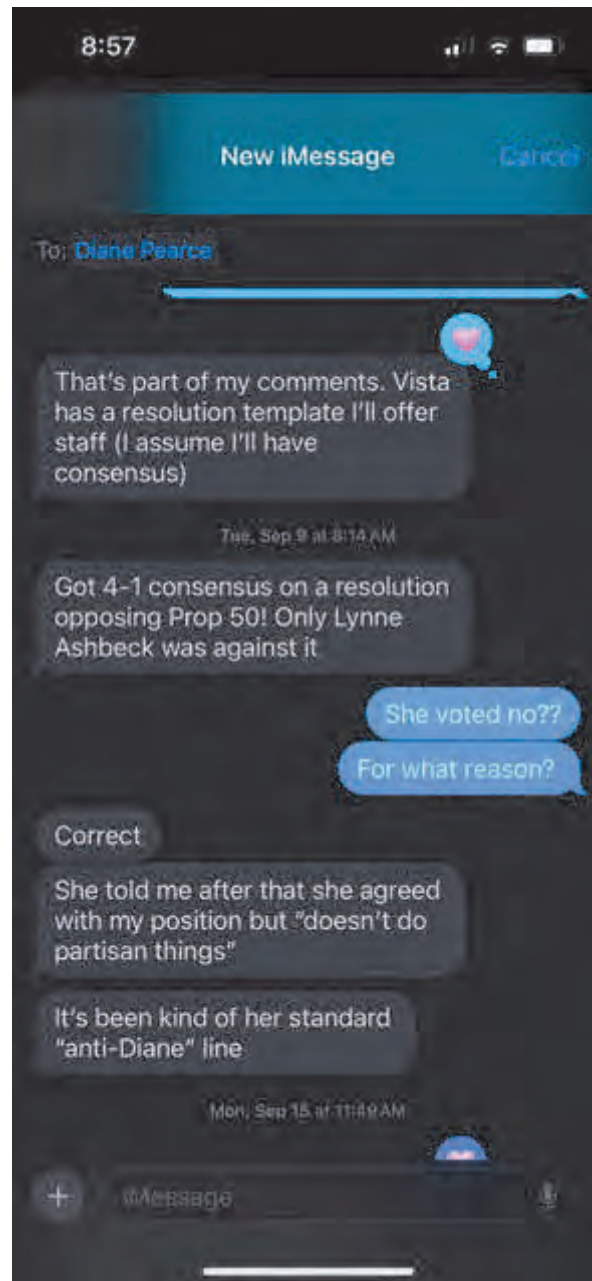 8:57
New iMessage
Cancel
To: Diane Pearce
That's part of my comments. Vista
has a resolution template I'll offer
staff (I assume I'll have
consensus)
Tue, Sep 9 at 8:14 AM
Got 4-1 consensus on a resolution
opposing Prop 50! Only Lynne
Ashbeck was against it
She voted no??
For what reason?
Correct
She told me after that she agreed
with my position but "doesn't do
partisan things"
It's been kind of her standard
"anti-Diane" line
Mon, Sep 15 at 11:49 AM
iMessage